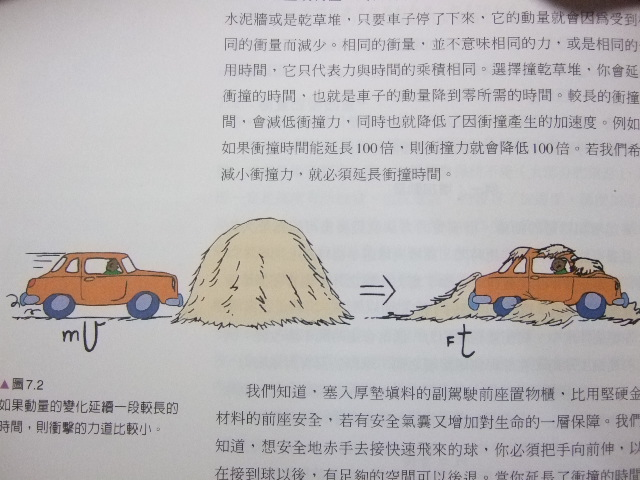 水泥牆或是乾草堆，只要車子停了下來，它的動量就會因為受到
同的衝量而減少。相同的衝量，並不意味相同的力，或是相同的
用時間，它只代表力與時間的乘積相同。選擇撞乾草堆，你會延
衝撞的時間，也就是車子的動量降到零所需的時間。較長的衝撞
間，會減低衝撞力，同時也就降低了因衝撞產生的加速度。例如
如果衝撞時間能延長100倍，則衝撞力就會降低100倍。若我們希
減小衝撞力，就必須延長衝撞時間。
mU
Ft
▲圖7.2
如果動量的變化延續一段較長的
時間，則衝擊的力道比較小。
我們知道，塞入厚墊填料的副駕駛前座置物櫃，比用堅硬金
材料的前座安全，若有安全氣囊又增加對生命的一層保障。我們
知道，想安全地赤手去接快速飛來的球，你必須把手向前伸，以
在接到球以後，有足夠的空間可以後退。當你延長了衝撞的時間